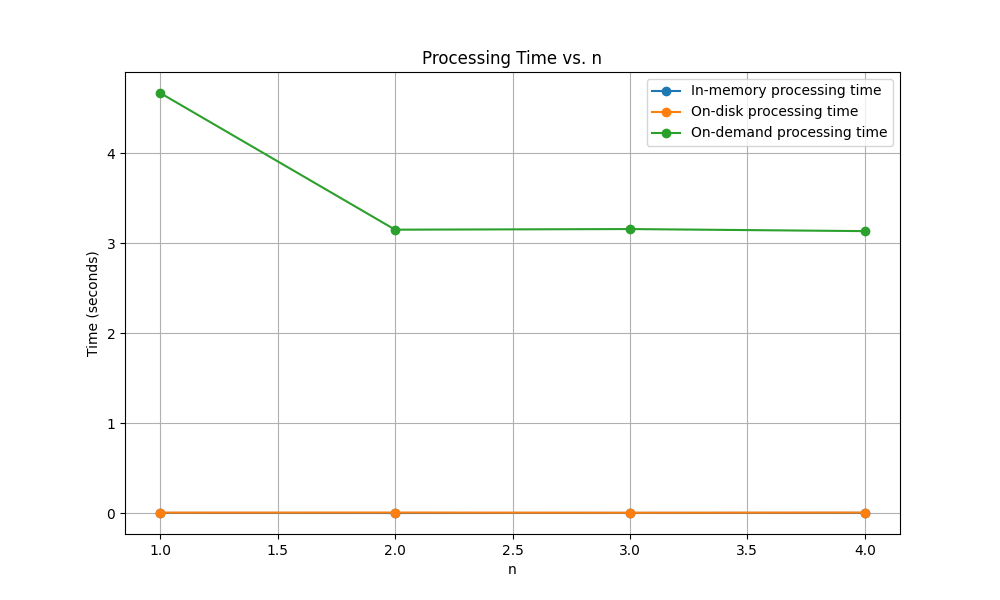 Processing Time vs. n
In-memory processing time
On-disk processing time
On-demand processing time
Time (seconds)
4
3
2
1
0
1.0 1.5 2.0 2.5 3.0 3.5 4.0
n